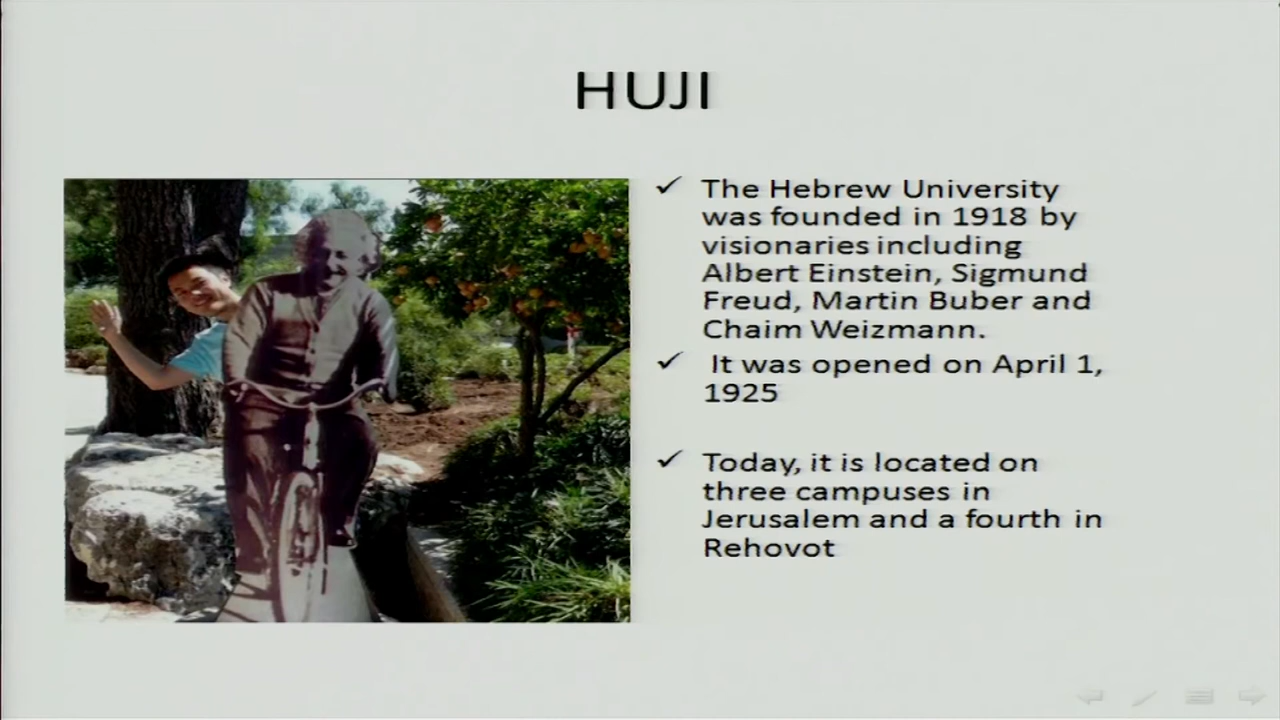 HUJI
The Hebrew University
was founded in 1918 by
visionaries including
Albert Einstein, Sigmund
Freud, Martin Buber and
Chaim Weizmann.
It was opened on April 1,
1925
Today, it is located on
three campuses in
Jerusalem and a fourth in
Rehovot